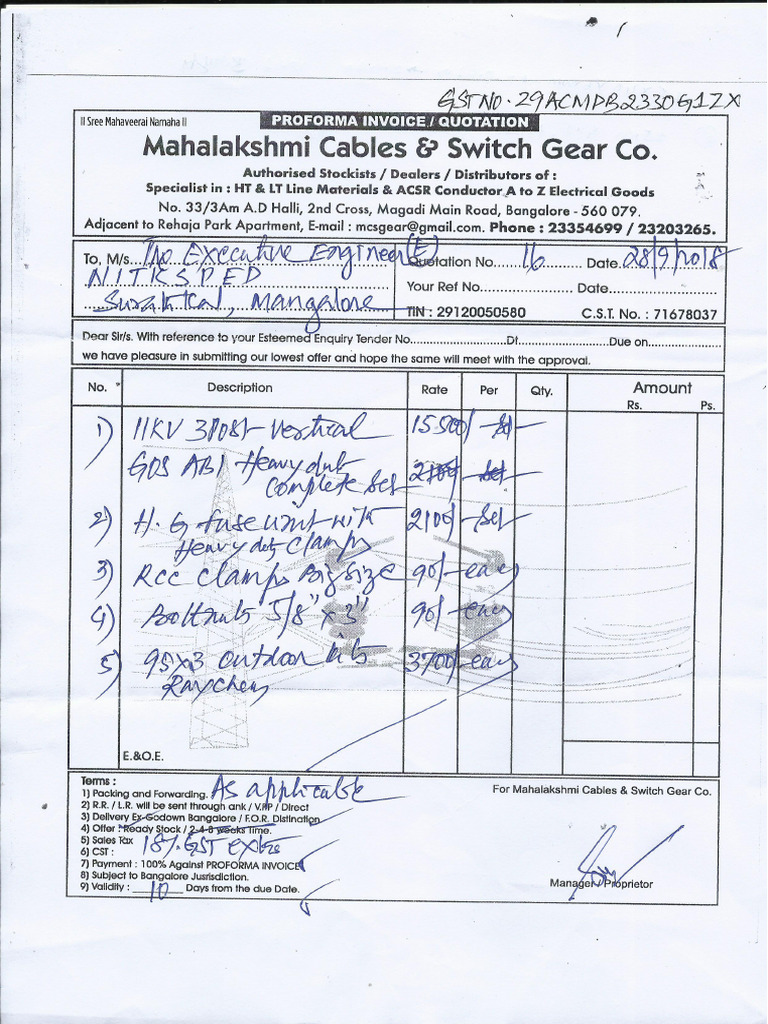 GST NO. 29ACMPB2330G1ZX
|| Sree Mahaveerai Namaha ||
PROFORMA INVOICE / QUOTATION
Mahalakshmi Cables & Switch Gear Co.
Authorised Stockists / Dealers / Distributors of :
Specialist in : HT & LT Line Materials & ACSR Conductor A to Z Electrical Goods
No. 33/3Am A.D Halli, 2nd Cross, Magadi Main Road, Bangalore - 560 079.
Adjacent to Rehaja Park Apartment, E-mail : mcsgear@gmail.com. Phone : 23354699 / 23203265.
To, M/s. The Executive Engineer (E)
NITK SPED
Suratkal, Mangalore
Quotation No. 16 Date 28/9/2018
Your Ref No. Date
TIN : 29120050580 C.S.T. No. : 71678037
Dear Sir/s. With reference to your Esteemed Enquiry Tender No. Dt. Due on
we have pleasure in submitting our lowest offer and hope the same will meet with the approval.
No. Description Rate Per Qty. Amount
Rs. Ps.
1) 11KV 3Post Vertical 15500/- Set
GOS ABI Heavy duty
Complete Set
2) H.G fuse unit with 2100/- Set
Heavy duty Clamps
3) RCC Clamps Big size 90/- each
4) Bolt nuts 5/8" x 3" 90/- each
5) 95x3 outdoor kits 3700/- each
Raychem
E.&O.E.
Terms :
1) Packing and Forwarding. As applicable
2) R.R. / L.R. will be sent through ank / V.P.P / Direct
3) Delivery Ex-Godown Bangalore / F.O.R. Distination
4) Offer : Ready Stock / 2-4-8 weeks Time.
5) Sales Tax 18% GST extra
6) CST :
7) Payment : 100% Against PROFORMA INVOICE
8) Subject to Bangalore Jusrisdiction.
9) Validity : 10 Days from the due Date.
For Mahalakshmi Cables & Switch Gear Co.
Manager / Proprietor